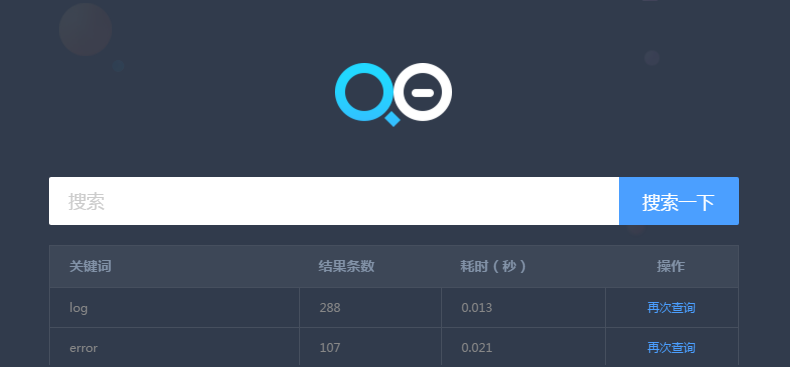 搜索 搜索一下
关键词 结果条数 耗时（秒） 操作
log 288 0.013 再次查询
error 107 0.021 再次查询